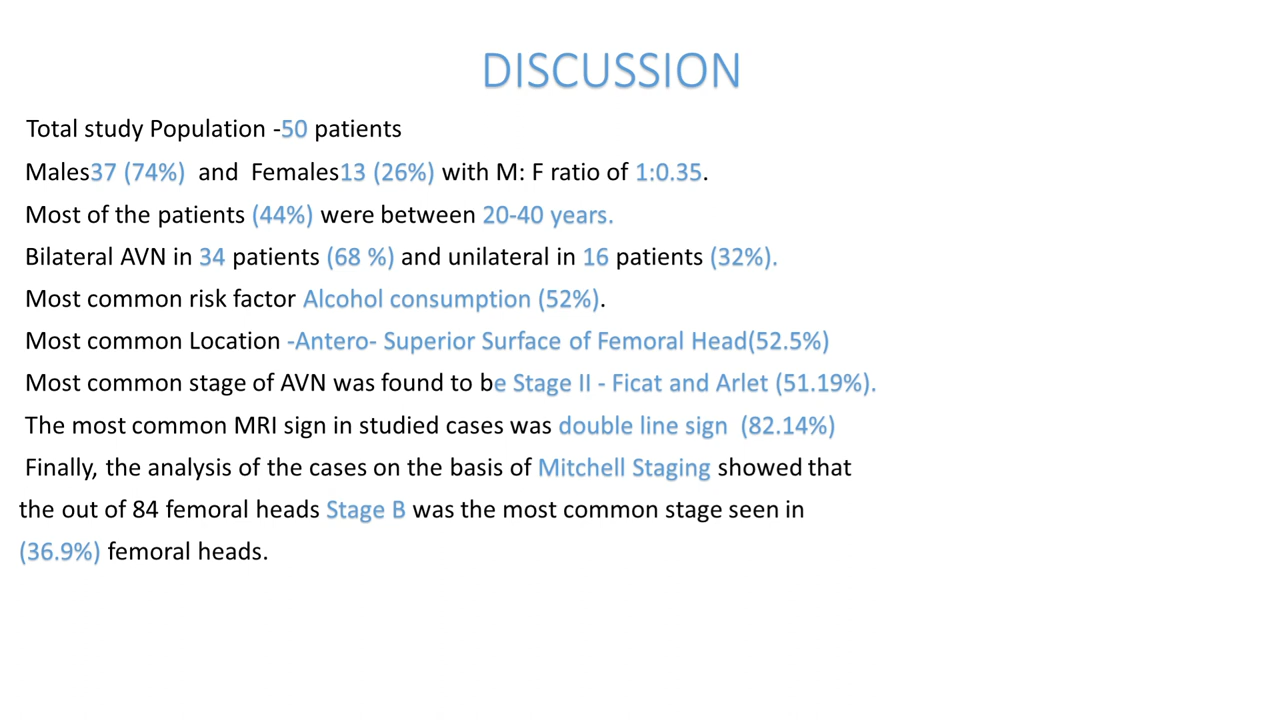 DISCUSSION
Total study Population -50 patients
Males37 (74%)  and  Females13 (26%) with M: F ratio of 1:0.35.
Most of the patients (44%) were between 20-40 years.
Bilateral AVN in 34 patients (68 %) and unilateral in 16 patients (32%).
Most common risk factor Alcohol consumption (52%).
Most common Location -Antero- Superior Surface of Femoral Head(52.5%)
Most common stage of AVN was found to be Stage II - Ficat and Arlet (51.19%).
The most common MRI sign in studied cases was double line sign  (82.14%)
Finally, the analysis of the cases on the basis of Mitchell Staging showed that
the out of 84 femoral heads Stage B was the most common stage seen in
(36.9%) femoral heads.